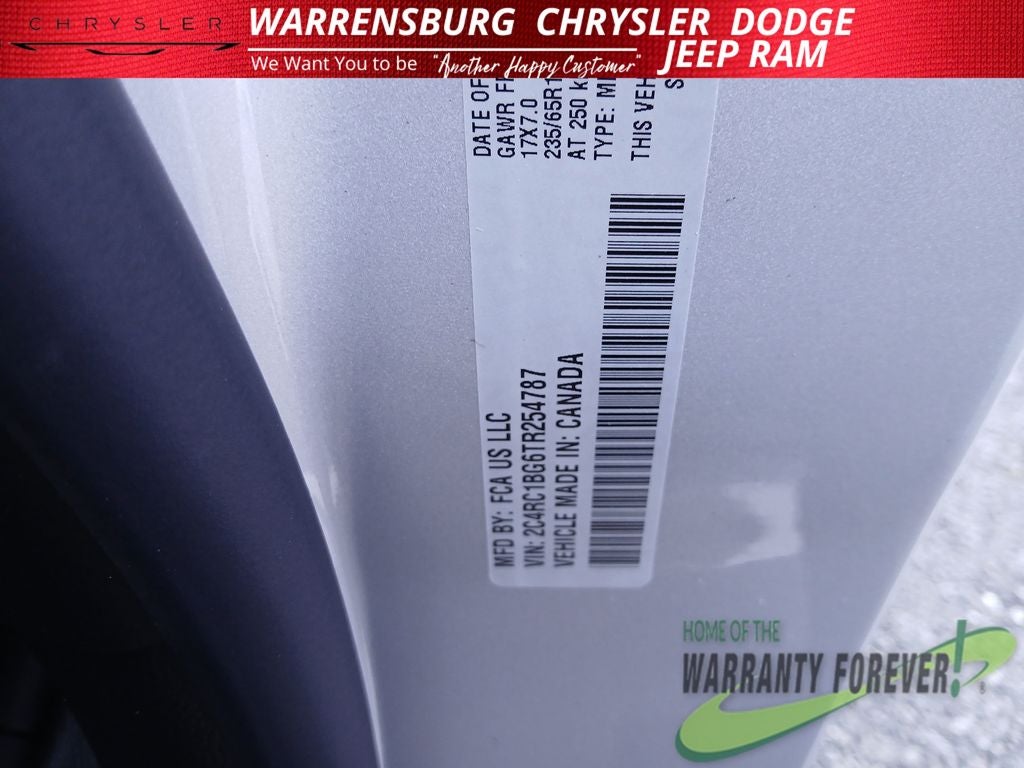 CHRYSLER
WARRENSBURG CHRYSLER DODGE
JEEP RAM
We Want You to be "Another Happy Customer"
MFD BY: FCA US LLC
VIN: 2C4RC1BG6TR254787
VEHICLE MADE IN: CANADA
DATE OF
GAWR
17X7.0
235/65R1
AT 250
TYPE:
THIS VEH
HOME OF THE
WARRANTY FOREVER!
®